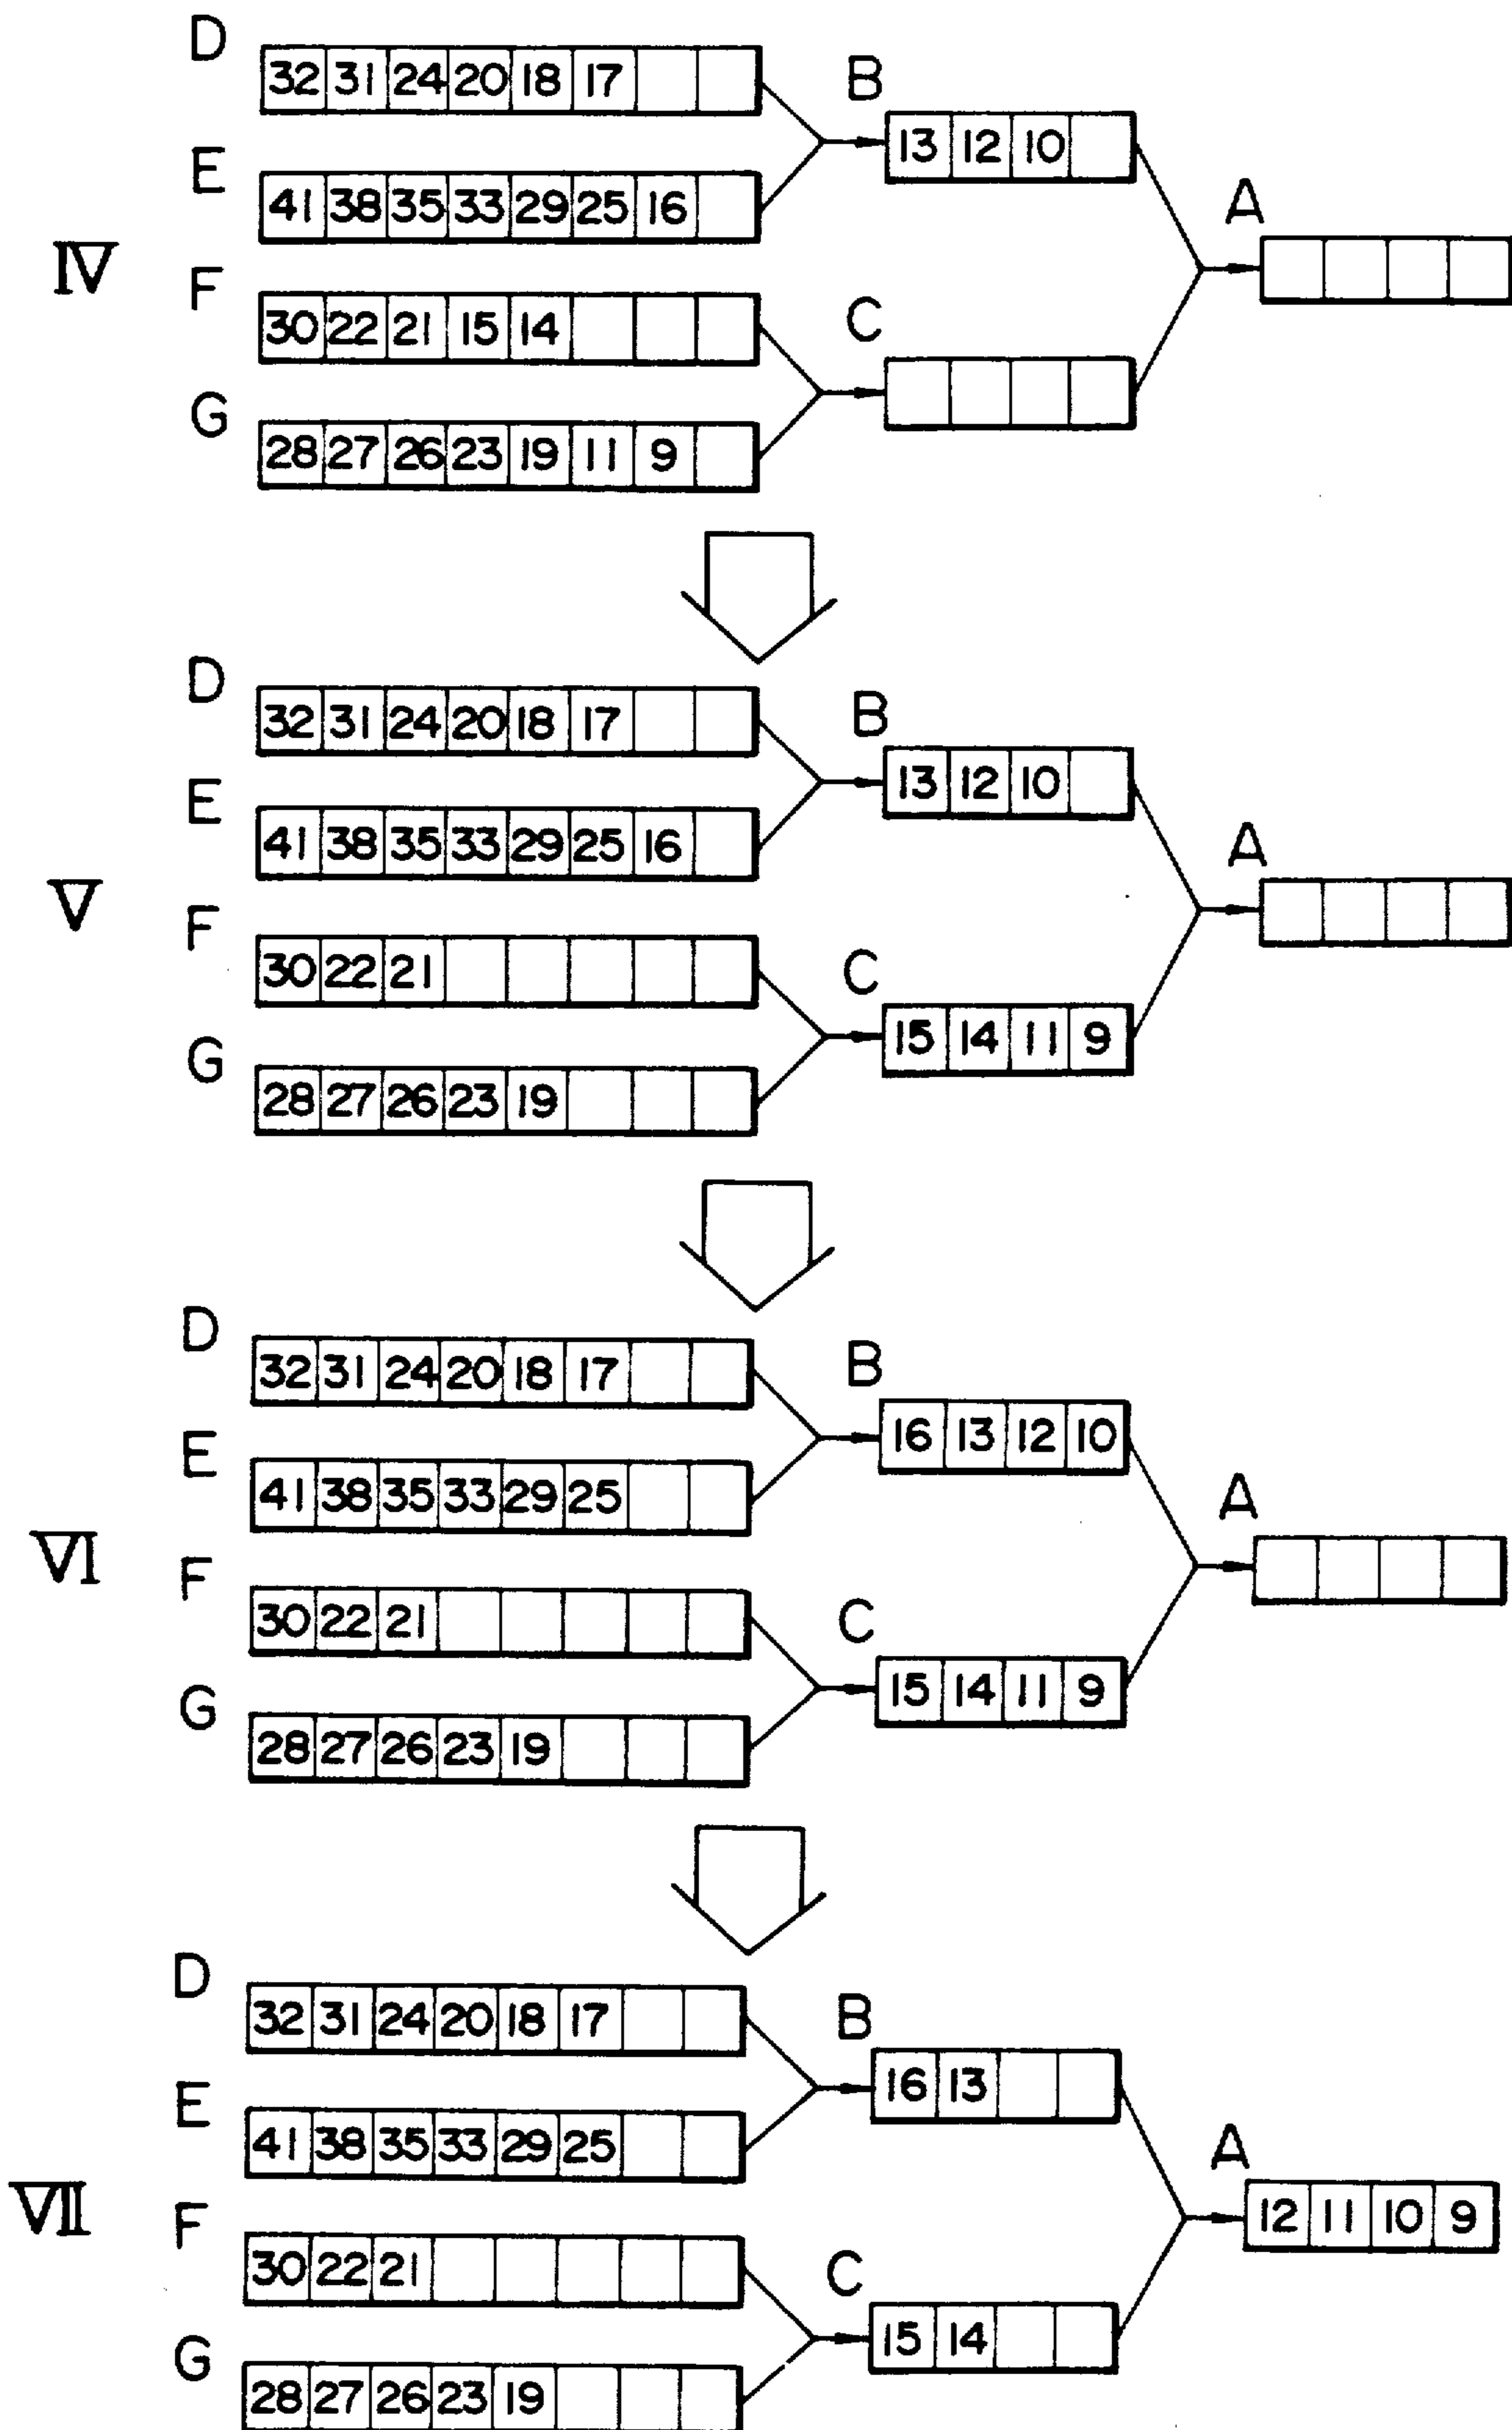 D
32 31 24 20 18 17
B
13 12 10
E
41 38 35 33 29 25 16
A
IV
F
30 22 21 15 14
C
G
28 27 26 23 19 11 9
D
32 31 24 20 18 17
B
13 12 10
E
41 38 35 33 29 25 16
A
V
F
30 22 21
C
15 14 11 9
G
28 27 26 23 19
D
32 31 24 20 18 17
B
16 13 12 10
E
41 38 35 33 29 25
A
VI
F
30 22 21
C
15 14 11 9
G
28 27 26 23 19
D
32 31 24 20 18 17
B
16 13
E
41 38 35 33 29 25
A
12 11 10 9
VII
F
30 22 21
C
15 14
G
28 27 26 23 19